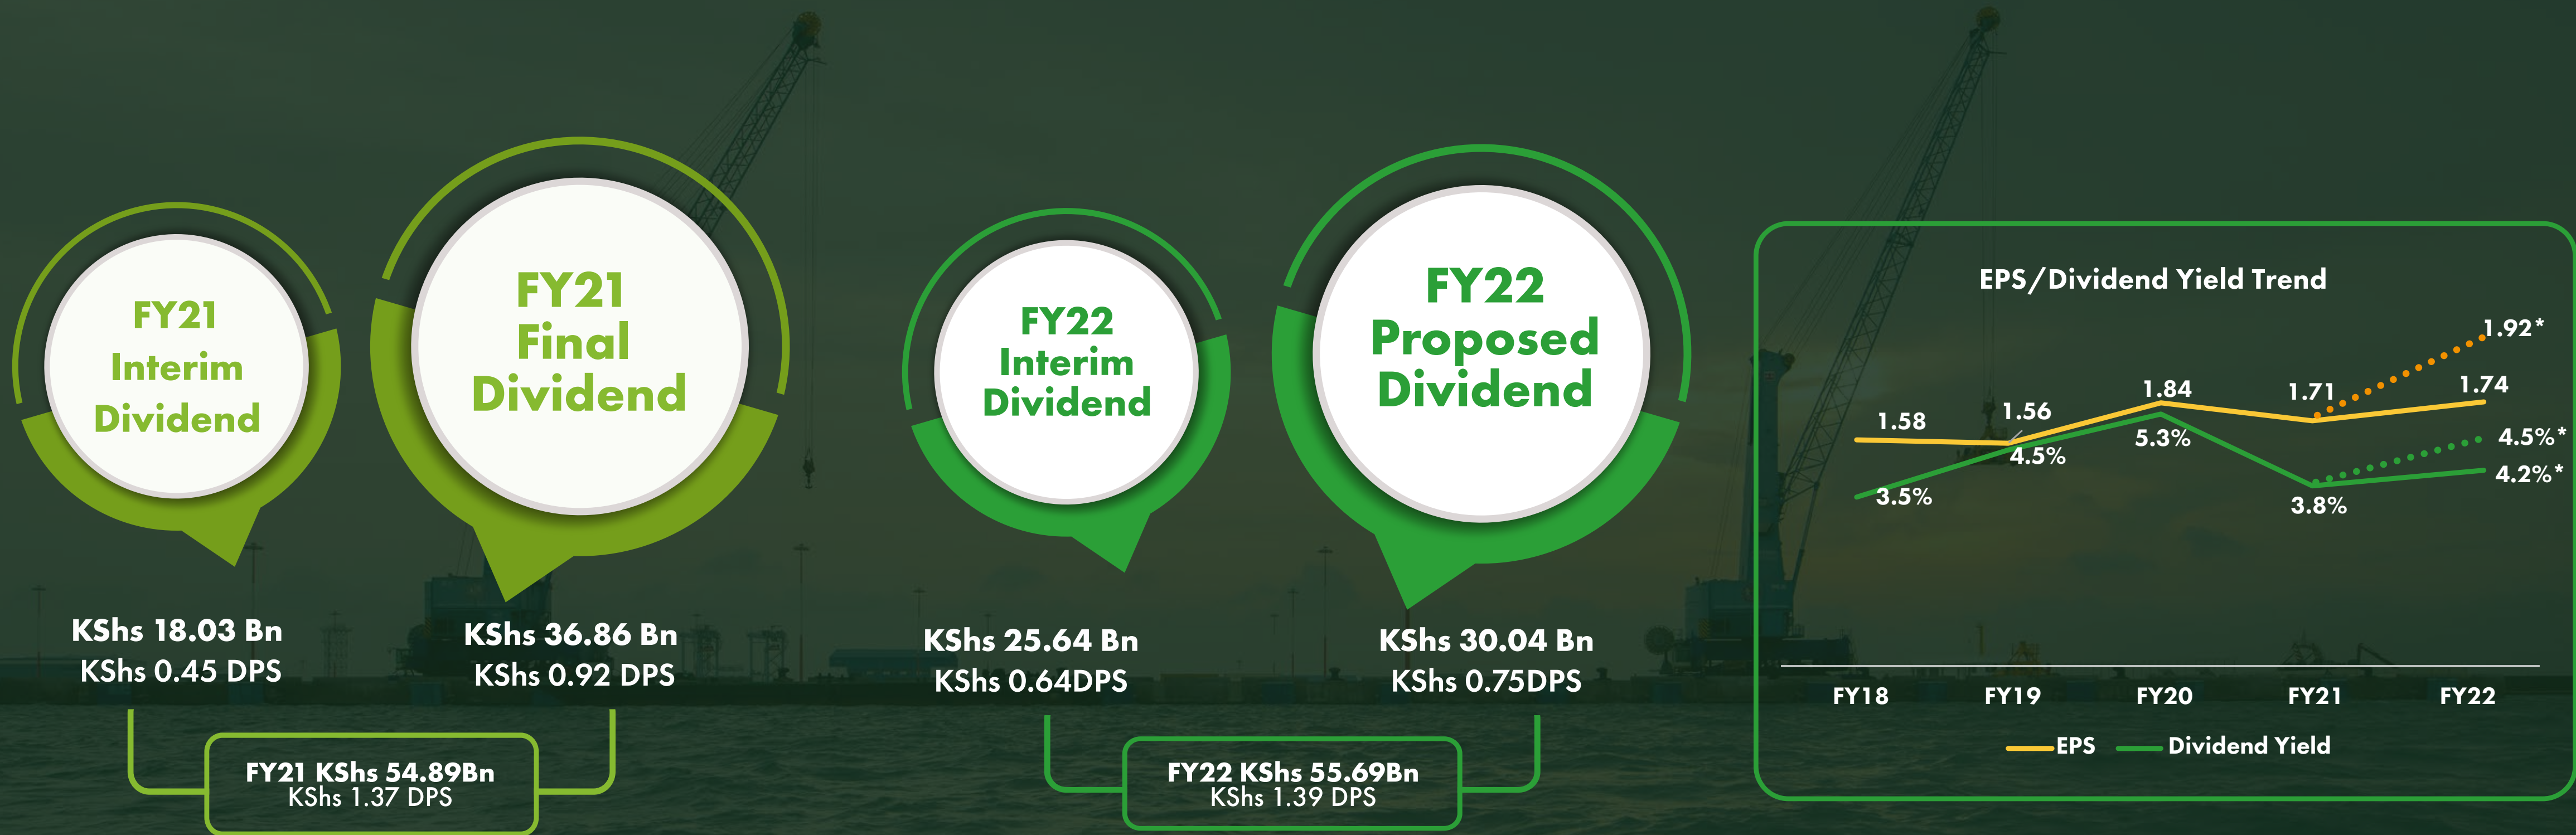 FY21
Interim
Dividend
KShs 18.03 Bn
KShs 0.45 DPS
FY21
Final
Dividend
KShs 36.86 Bn
KShs 0.92 DPS
FY21 KShs 54.89Bn
KShs 1.37 DPS
FY22
Interim
Dividend
KShs 25.64 Bn
KShs 0.64DPS
FY22
Proposed
Dividend
KShs 30.04 Bn
KShs 0.75DPS
FY22 KShs 55.69Bn
KShs 1.39 DPS
EPS/Dividend Yield Trend
1.92*
1.58
1.56
1.84
1.71
1.74
3.5%
4.5%
5.3%
3.8%
4.5%*
4.2%*
FY18 FY19 FY20 FY21 FY22
EPS Dividend Yield